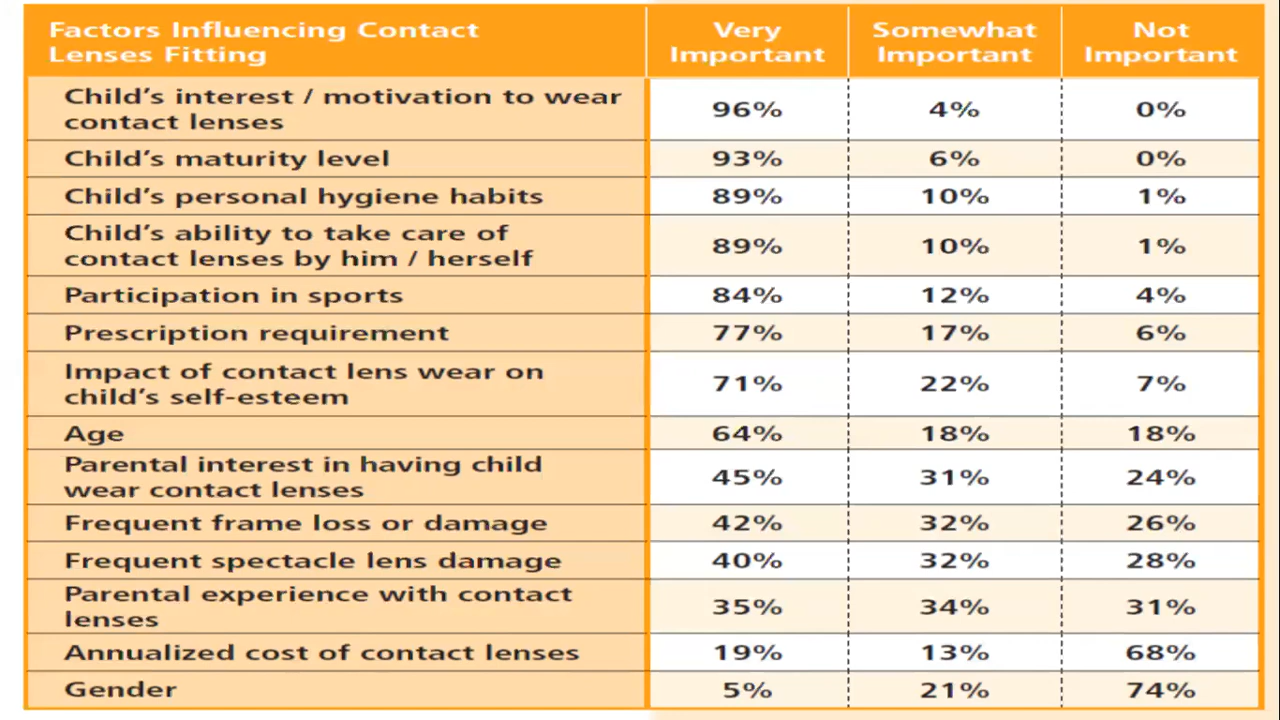 Factors Influencing Contact Lenses Fitting Very Important Somewhat Important Not Important
Child's interest / motivation to wear contact lenses 96% 4% 0%
Child's maturity level 93% 6% 0%
Child's personal hygiene habits 89% 10% 1%
Child's ability to take care of contact lenses by him / herself 89% 10% 1%
Participation in sports 84% 12% 4%
Prescription requirement 77% 17% 6%
Impact of contact lens wear on child's self-esteem 71% 22% 7%
Age 64% 18% 18%
Parental interest in having child wear contact lenses 45% 31% 24%
Frequent frame loss or damage 42% 32% 26%
Frequent spectacle lens damage 40% 32% 28%
Parental experience with contact lenses 35% 34% 31%
Annualized cost of contact lenses 19% 13% 68%
Gender 5% 21% 74%